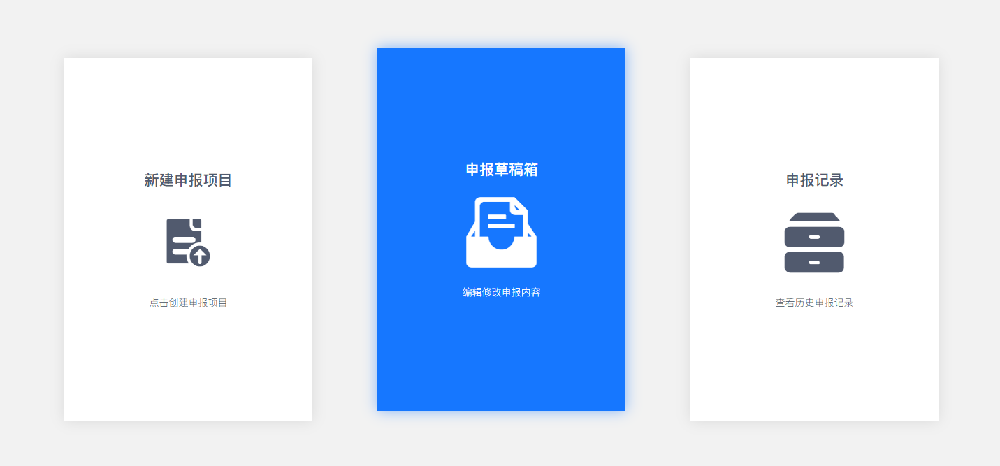 新建申报项目
点击创建申报项目
申报草稿箱
编辑修改申报内容
申报记录
查看历史申报记录